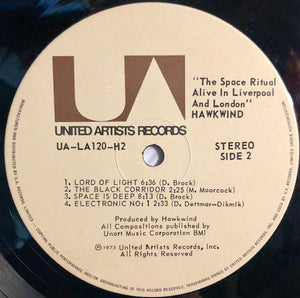 UA
UNITED ARTISTS RECORDS
"The Space Ritual
Alive In Liverpool
And London"
HAWKWIND
UA-LA120-H2
STEREO
SIDE 2
1. LORD OF LIGHT 6:36 (D. Brock)
2. THE BLACK CORRIDOR 2:25 (M. Moorcock)
3. SPACE IS DEEP 8:13 (D. Brock)
4. ELECTRONIC NO 1 2:33 (D. Dettmar-Dikmik)
Produced by Hawkwind
All Compositions published by
Unart Music Corporation BMI
℗1973 United Artists Records, Inc.
All Rights Reserved